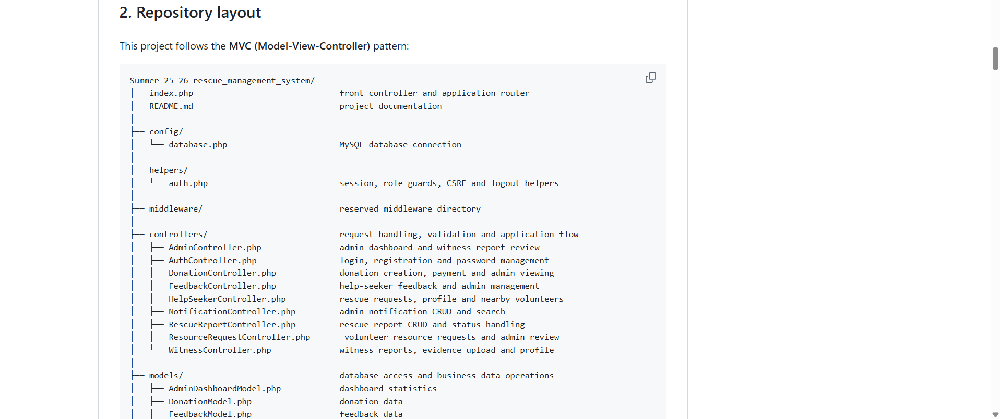 2. Repository layout
This project follows the MVC (Model-View-Controller) pattern:
Summer-25-26-rescue_management_system/
├── index.php                              front controller and application router
├── README.md                              project documentation
│
├── config/
│   └── database.php                       MySQL database connection
│
├── helpers/
│   └── auth.php                           session, role guards, CSRF and logout helpers
│
├── middleware/                            reserved middleware directory
│
├── controllers/                           request handling, validation and application flow
│   ├── AdminController.php                admin dashboard and witness report review
│   ├── AuthController.php                 login, registration and password management
│   ├── DonationController.php             donation creation, payment and admin viewing
│   ├── FeedbackController.php             help-seeker feedback and admin management
│   ├── HelpSeekerController.php           rescue requests, profile and nearby volunteers
│   ├── NotificationController.php         admin notification CRUD and search
│   ├── RescueReportController.php         rescue report CRUD and status handling
│   ├── ResourceRequestController.php       volunteer resource requests and admin review
│   └── WitnessController.php              witness reports, evidence upload and profile
│
├── models/                                database access and business data operations
│   ├── AdminDashboardModel.php            dashboard statistics
│   ├── DonationModel.php                  donation data
│   ├── FeedbackModel.php                  feedback data